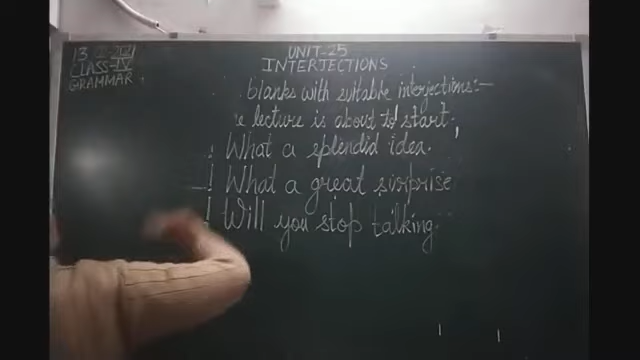 13
CLASS-IV
GRAMMAR
UNIT-25
INTERJECTIONS
blanks with suitable interjections:-
lecture is about to start.
! What a splendid idea.
! What a great surprise
! Will you stop talking